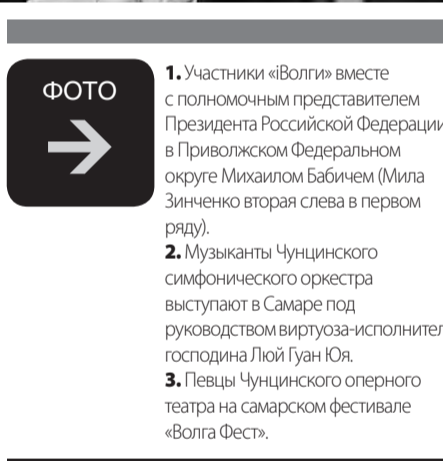 ФОТО
1. Участники «iВолги» вместе
с полномочным представителем
Президента Российской Федерации
в Приволжском Федеральном
округе Михаилом Бабичем (Мила
Зинченко вторая слева в первом
ряду).
2. Музыканты Чунцинского
симфонического оркестра
выступают в Самаре под
руководством виртуоза-исполнител
господина Люй Гуан Юя.
3. Певцы Чунцинского оперного
театра на самарском фестивале
«Волга Фест».